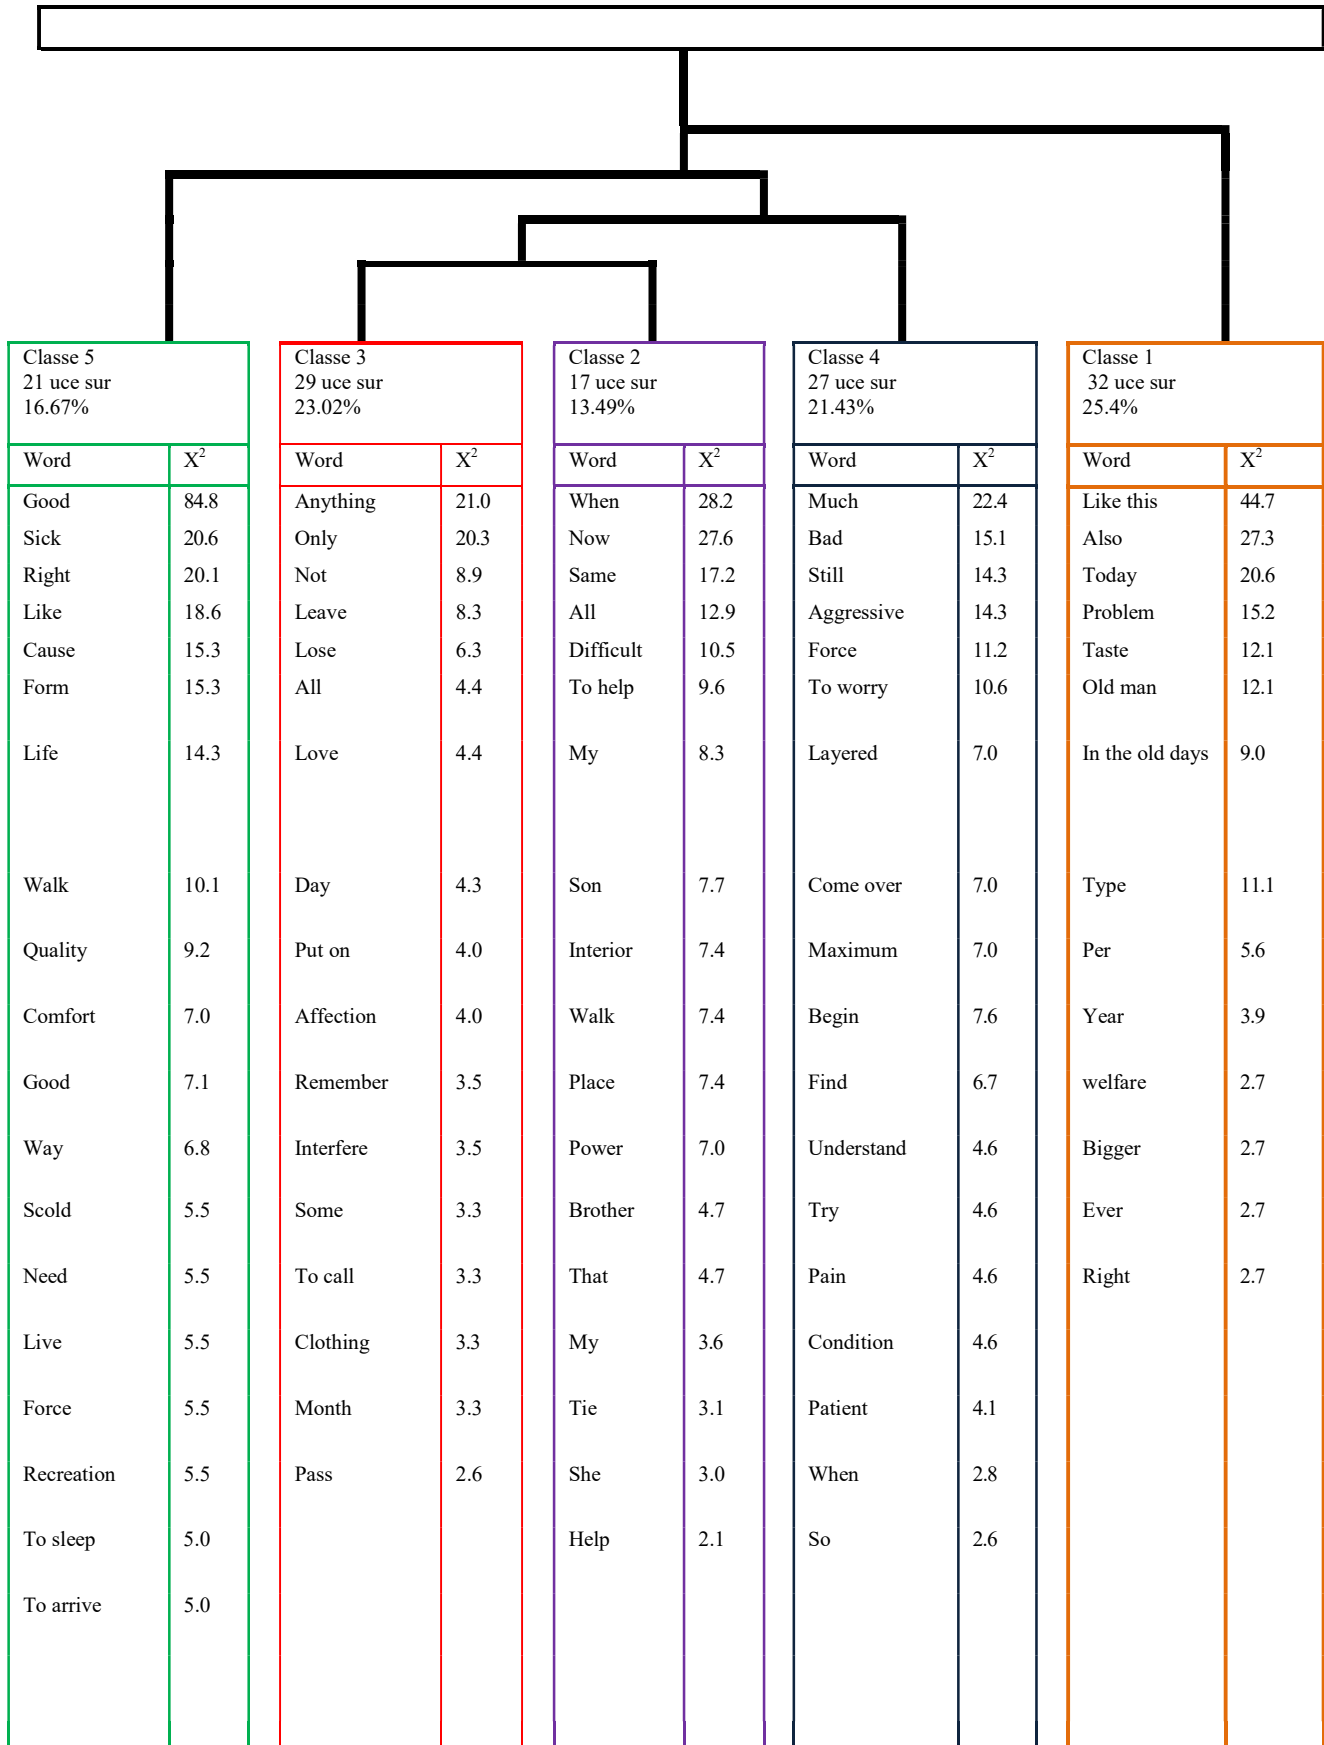 Classe 5 Classe 3 Classe 2 Classe 4 Classe 1
21 uce sur 29 uce sur 17 uce sur 27 uce sur 32 uce sur
16.67% 23.02% 13.49% 21.43% 25.4%
Word X² Word X² Word X² Word X² Word X²
Good 84.8 Anything 21.0 When 28.2 Much 22.4 Like this 44.7
Sick 20.6 Only 20.3 Now 27.6 Bad 15.1 Also 27.3
Right 20.1 Not 8.9 Same 17.2 Still 14.3 Today 20.6
Like 18.6 Leave 8.3 All 12.9 Aggressive 14.3 Problem 15.2
Cause 15.3 Lose 6.3 Difficult 10.5 Force 11.2 Taste 12.1
Form 15.3 All 4.4 To help 9.6 To worry 10.6 Old man 12.1
Life 14.3 Love 4.4 My 8.3 Layered 7.0 In the old days 9.0
Walk 10.1 Day 4.3 Son 7.7 Come over 7.0 Type 11.1
Quality 9.2 Put on 4.0 Interior 7.4 Maximum 7.0 Per 5.6
Comfort 7.0 Affection 4.0 Walk 7.4 Begin 7.6 Year 3.9
Good 7.1 Remember 3.5 Place 7.4 Find 6.7 welfare 2.7
Way 6.8 Interfere 3.5 Power 7.0 Understand 4.6 Bigger 2.7
Scold 5.5 Some 3.3 Brother 4.7 Try 4.6 Ever 2.7
Need 5.5 To call 3.3 That 4.7 Pain 4.6 Right 2.7
Live 5.5 Clothing 3.3 My 3.6 Condition 4.6
Force 5.5 Month 3.3 Tie 3.1 Patient 4.1
Recreation 5.5 Pass 2.6 She 3.0 When 2.8
To sleep 5.0 Help 2.1 So 2.6
To arrive 5.0